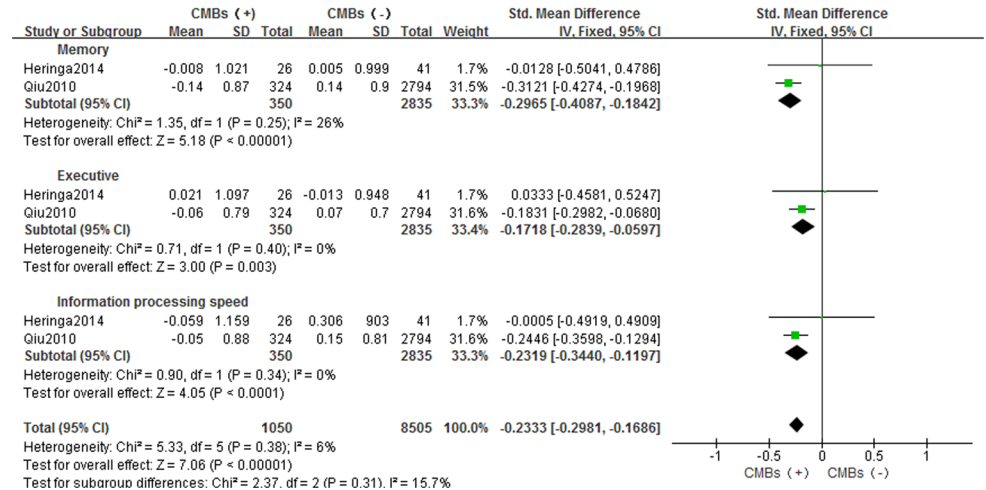 CMBs (+) CMBs (-) Std. Mean Difference Std. Mean Difference
Study or Subgroup Mean SD Total Mean SD Total Weight IV, Fixed, 95% CI IV, Fixed, 95% CI
Memory
Heringa2014 -0.008 1.021 26 0.005 0.999 41 1.7% -0.0128 [-0.5041, 0.4786]
Qiu2010 -0.14 0.87 324 0.14 0.9 2794 31.5% -0.3121 [-0.4274, -0.1968]
Subtotal (95% CI) 350 2835 33.3% -0.2965 [-0.4087, -0.1842]
Heterogeneity: Chi² = 1.35, df = 1 (P = 0.25); I² = 26%
Test for overall effect: Z = 5.18 (P < 0.00001)
Executive
Heringa2014 0.021 1.097 26 -0.013 0.948 41 1.7% 0.0333 [-0.4581, 0.5247]
Qiu2010 -0.06 0.79 324 0.07 0.7 2794 31.6% -0.1831 [-0.2982, -0.0680]
Subtotal (95% CI) 350 2835 33.4% -0.1718 [-0.2839, -0.0597]
Heterogeneity: Chi² = 0.71, df = 1 (P = 0.40); I² = 0%
Test for overall effect: Z = 3.00 (P = 0.003)
Information processing speed
Heringa2014 -0.059 1.159 26 0.306 903 41 1.7% -0.0005 [-0.4919, 0.4909]
Qiu2010 -0.05 0.88 324 0.15 0.81 2794 31.6% -0.2446 [-0.3598, -0.1294]
Subtotal (95% CI) 350 2835 33.3% -0.2319 [-0.3440, -0.1197]
Heterogeneity: Chi² = 0.90, df = 1 (P = 0.34); I² = 0%
Test for overall effect: Z = 4.05 (P < 0.0001)
Total (95% CI) 1050 8505 100.0% -0.2333 [-0.2981, -0.1686]
Heterogeneity: Chi² = 5.33, df = 5 (P = 0.38); I² = 6%
Test for overall effect: Z = 7.06 (P < 0.00001)
Test for subgroup differences: Chi² = 2.37, df = 2 (P = 0.31), I² = 15.7%
-1 -0.5 0 0.5 1
CMBs (+) CMBs (-)